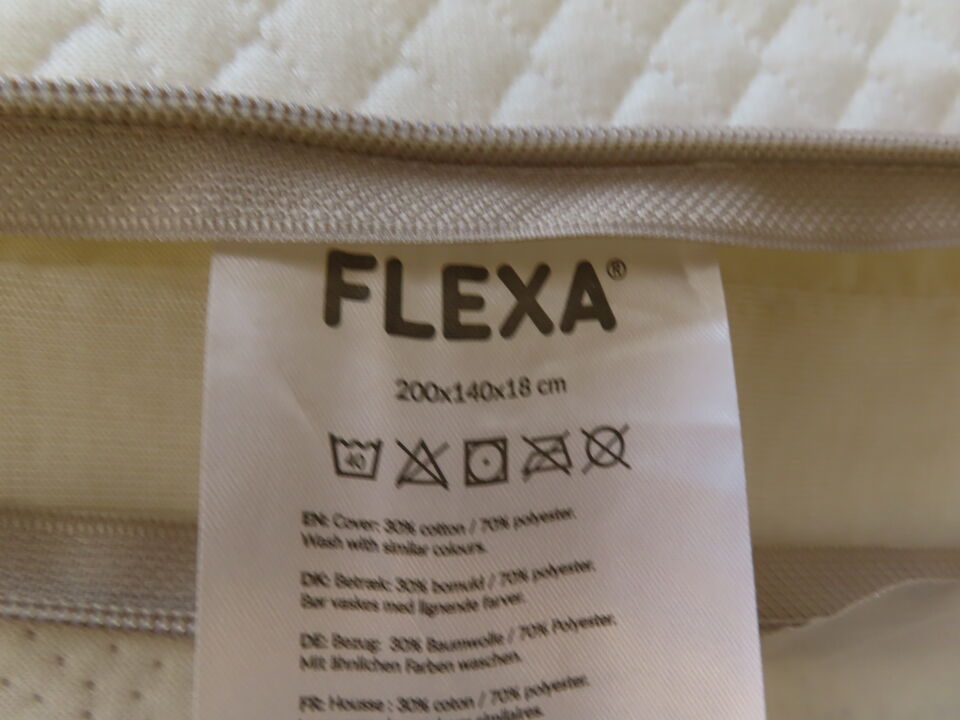 FLEXA®
200x140x18 cm
40
EN: Cover: 30% cotton / 70% polyester.
Wash with similar colours.
DK: Betræk: 30% bomuld / 70% polyester.
Bør vaskes med lignende farver.
DE: Bezug: 30% Baumwolle / 70% Polyester.
Mit ähnlichen Farben waschen.
FR: Housse : 30% coton / 70% polyester.
similaires.